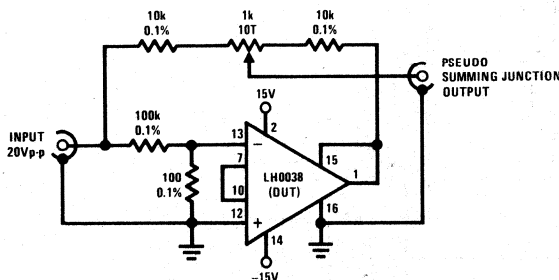 10k
0.1%
1k
10T
10k
0.1%
PSEUDO
SUMMING JUNCTION
OUTPUT
15V
2
INPUT
20Vp-p
100k
0.1%
13
−
7
15
100
0.1%
10
LH0038
(DUT)
1
12
+
16
14
−15V